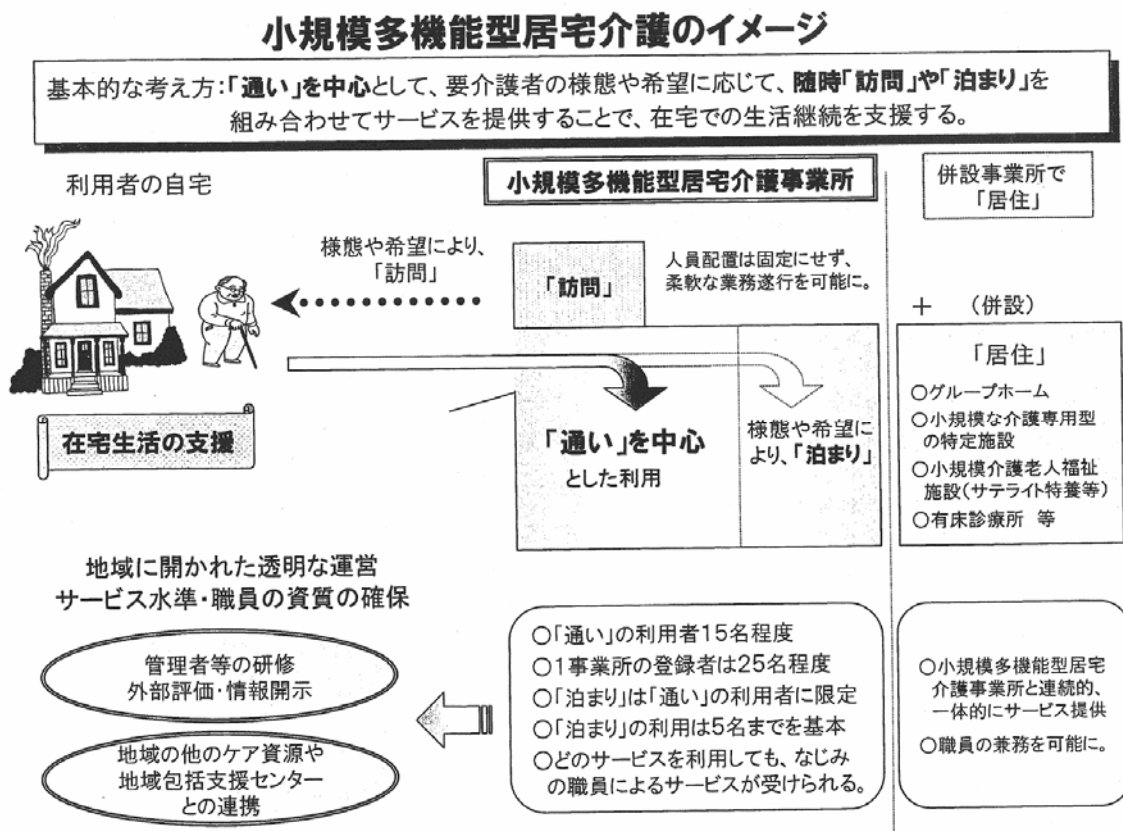 小規模多機能型居宅介護のイメージ
基本的な考え方:「通い」を中心として、要介護者の様態や希望に応じて、随時「訪問」や「泊まり」を
組み合わせてサービスを提供することで、在宅での生活継続を支援する。
利用者の自宅
小規模多機能型居宅介護事業所
併設事業所で
「居住」
様態や希望により、
「訪問」
「訪問」
人員配置は固定にせず、
柔軟な業務遂行を可能に。
+ (併設)
在宅生活の支援
「通い」を中心
とした利用
様態や希望に
より、「泊まり」
「居住」
○グループホーム
○小規模な介護専用型
の特定施設
○小規模介護老人福祉
施設(サテライト特養等)
○有床診療所 等
地域に開かれた透明な運営
サービス水準・職員の資質の確保
管理者等の研修
外部評価・情報開示
地域の他のケア資源や
地域包括支援センター
との連携
○「通い」の利用者15名程度
○1事業所の登録者は25名程度
○「泊まり」は「通い」の利用者に限定
○「泊まり」の利用は5名までを基本
○どのサービスを利用しても、なじみ
の職員によるサービスが受けられる。
○小規模多機能型居宅
介護事業所と連続的、
一体的にサービス提供
○職員の兼務を可能に。